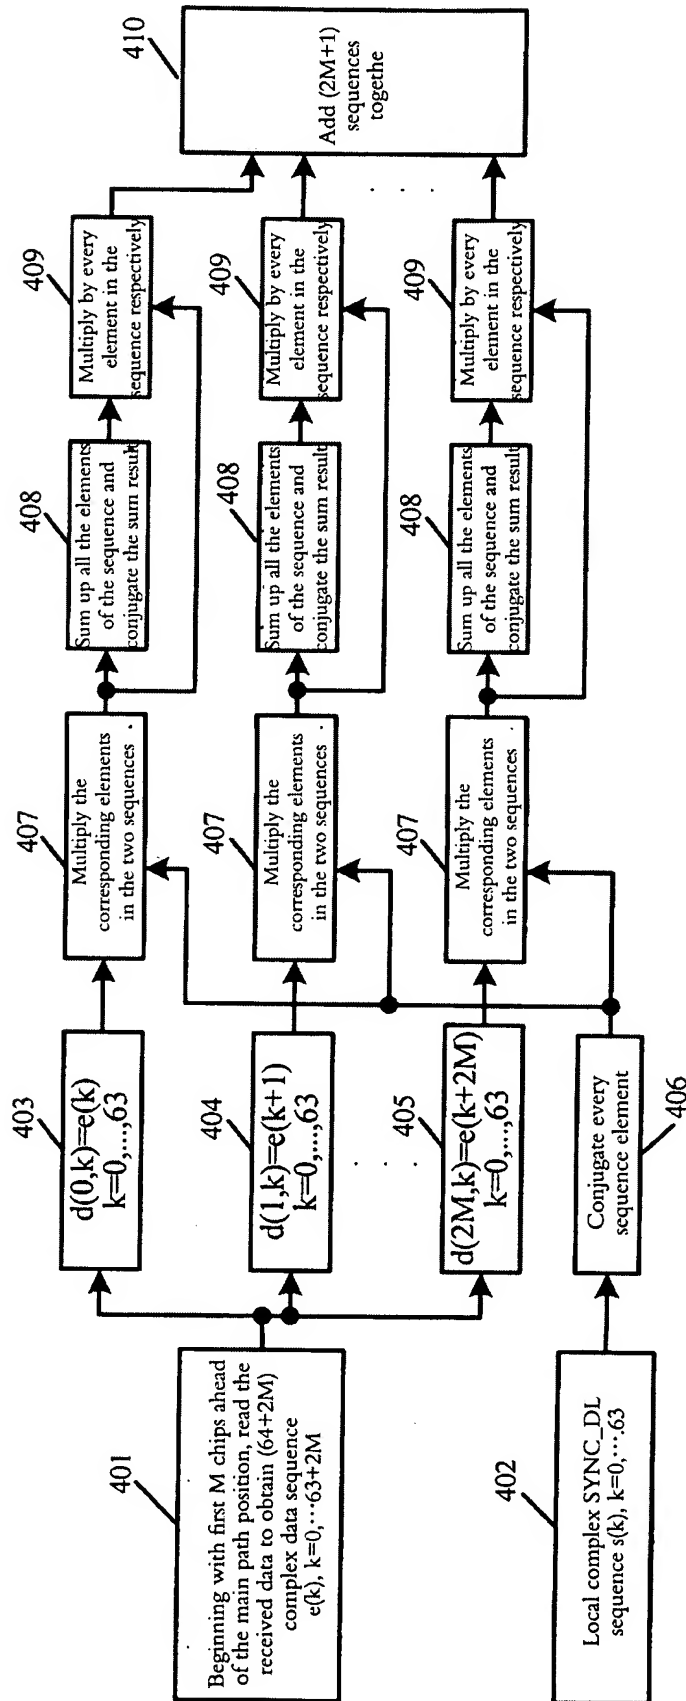 401
Beginning with first M chips ahead
of the main path position, read the
received data to obtain (64+2M)
complex data sequence
e(k), k=0,···63+2M
402
Local complex SYNC_DL
sequence s(k), k=0,···.63
403
d(0,k)=e(k)
k=0,...,63
404
d(1,k)=e(k+1)
k=0,...,63
. . . .
405
d(2M,k)=e(k+2M)
k=0,...,63
Conjugate every
sequence element
406
407
Multiply the
corresponding elements
in the two sequences .
407
Multiply the
corresponding elements
in the two sequences .
407
Multiply the
corresponding elements
in the two sequences .
408
Sum up all the elements
of the sequence and
conjugate the sum result
408
Sum up all the elements
of the sequence and
conjugate the sum result
408
Sum up all the elements
of the sequence and
conjugate the sum result
409
Multiply by every
element in the
sequence respectively
409
Multiply by every
element in the
sequence respectively
409
Multiply by every
element in the
sequence respectively
. . . .
410
Add (2M+1)
sequences
togethe